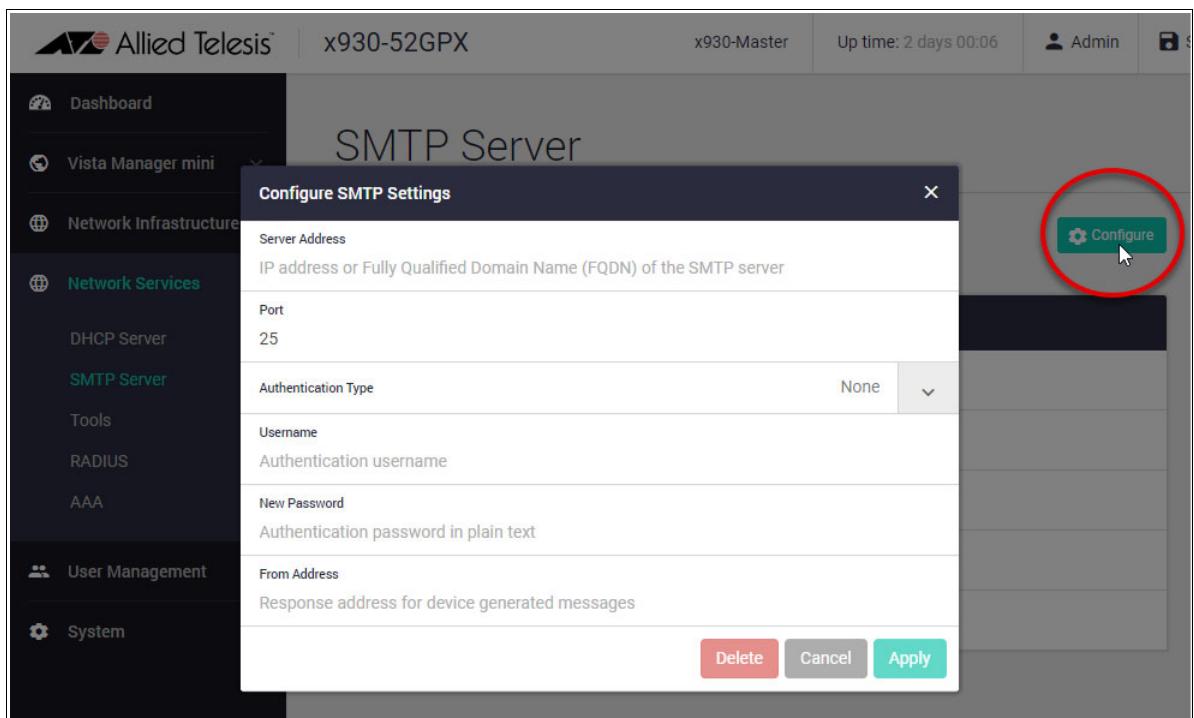 Allied Telesis
x930-52GPX
x930-Master
Up time: 2 days 00:06
Admin
S
Dashboard
Vista Manager mini
Network Infrastructure
Network Services
DHCP Server
SMTP Server
Tools
RADIUS
AAA
User Management
System
SMTP Server
Configure
Configure SMTP Settings
Server Address
IP address or Fully Qualified Domain Name (FQDN) of the SMTP server
Port
25
Authentication Type
None
Username
Authentication username
New Password
Authentication password in plain text
From Address
Response address for device generated messages
Delete
Cancel
Apply